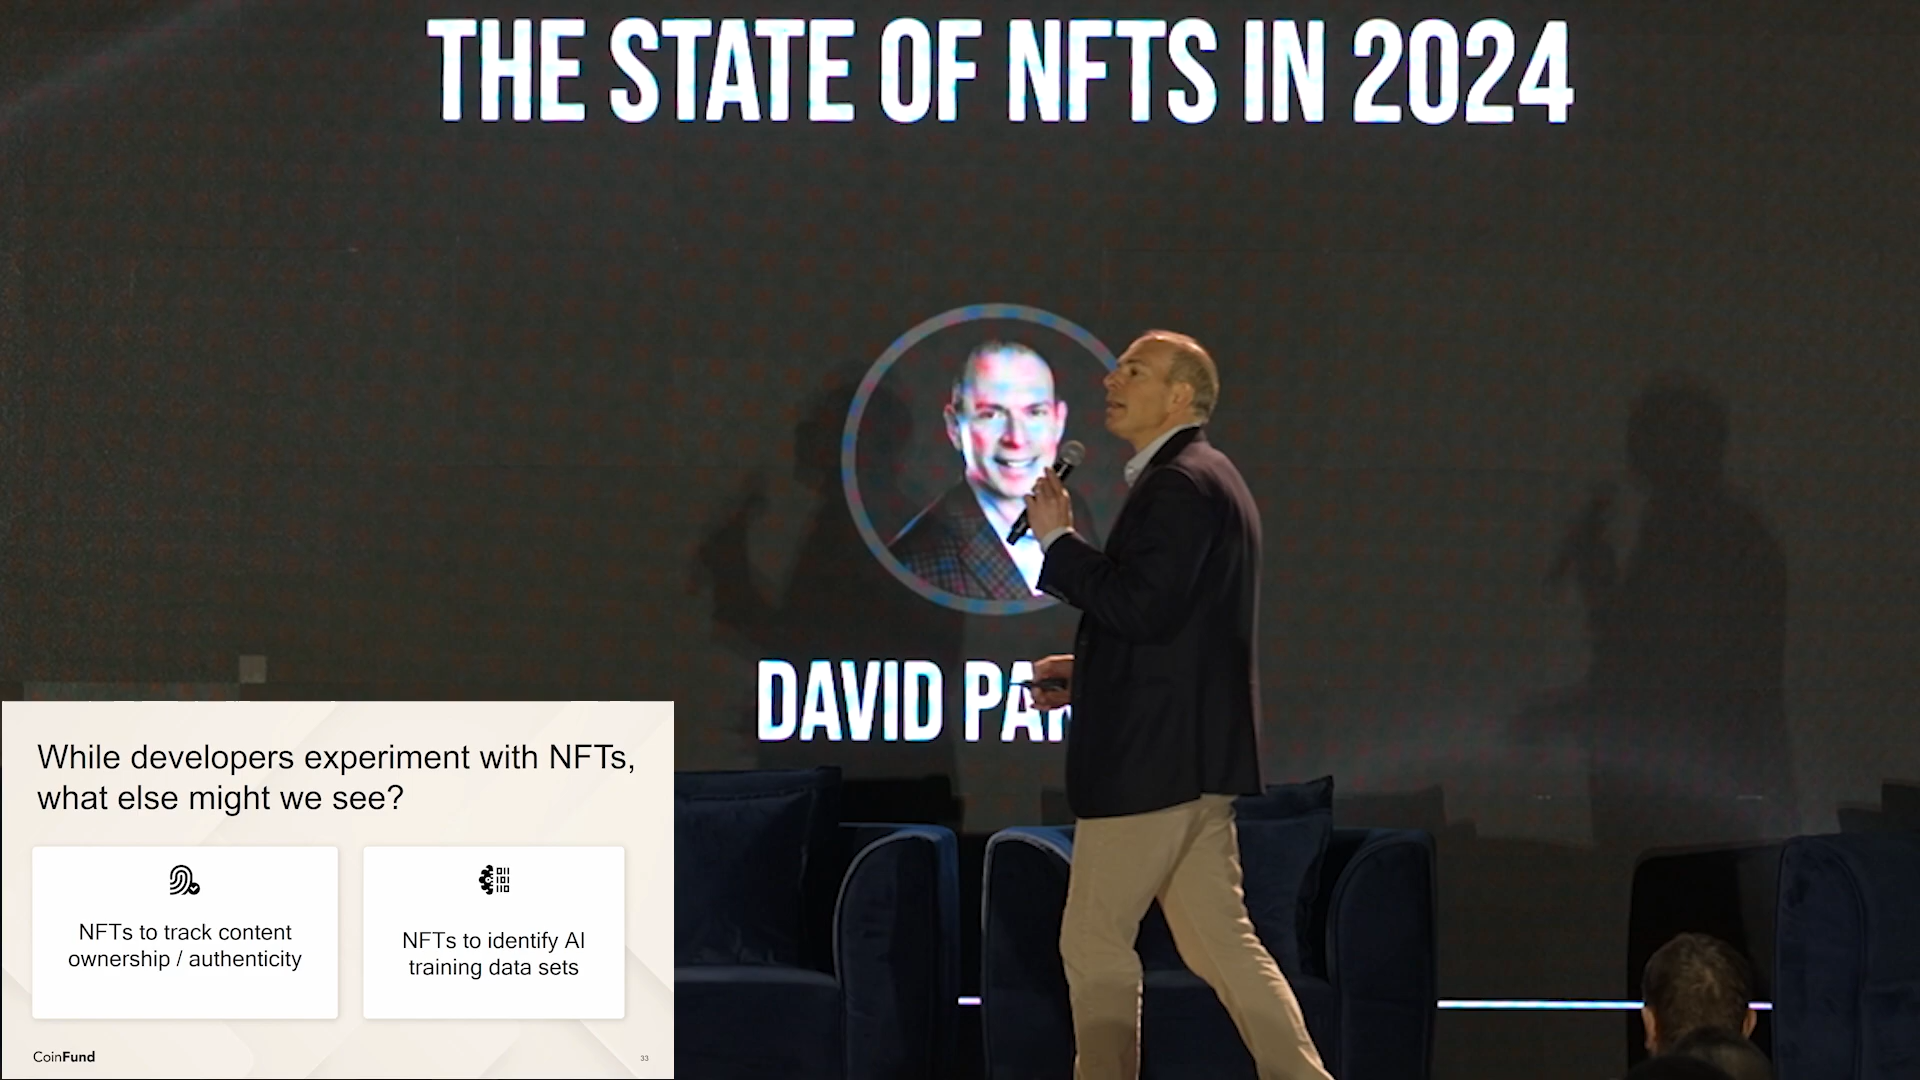 THE STATE OF NFTS IN 2024
DAVID
While developers experiment with NFTs,
what else might we see?
NFTs to track content
ownership / authenticity
NFTs to identify AI
training data sets
CoinFund
33